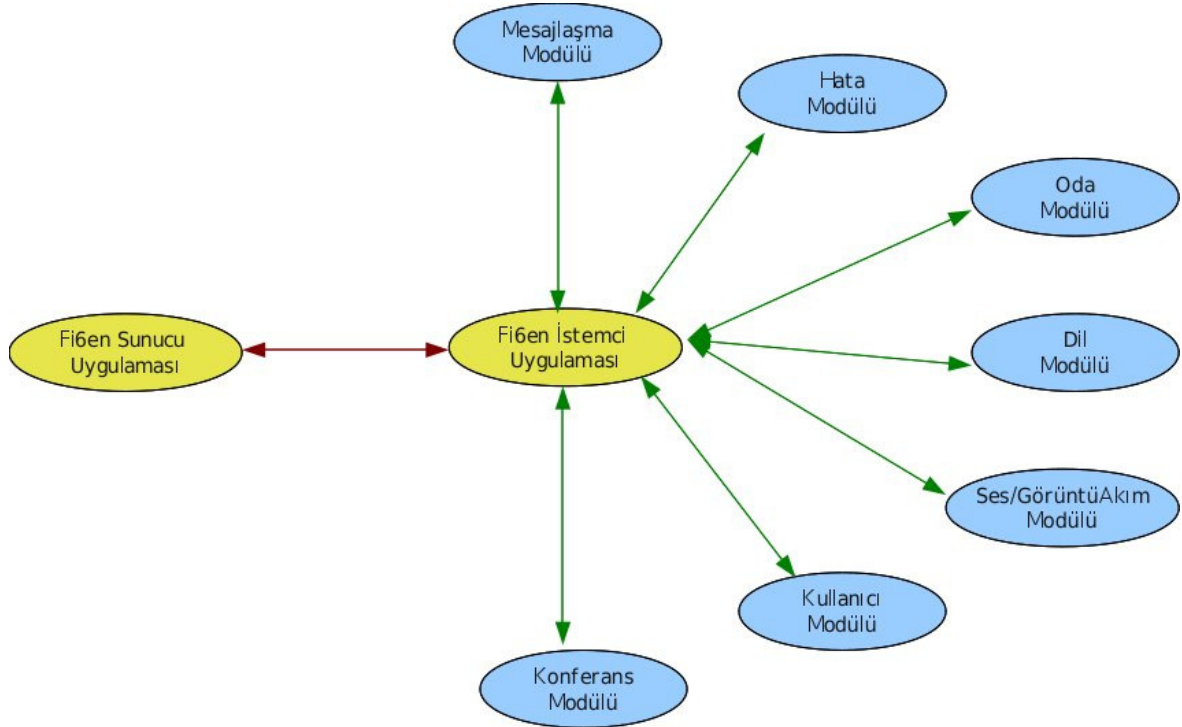 Mesajlaşma
Modülü
Hata
Modülü
Oda
Modülü
Fi6en Sunucu
Uygulaması
Fi6en İstemci
Uygulaması
Dil
Modülü
Ses/GörüntüAkım
Modülü
Kullanıcı
Modülü
Konferans
Modülü